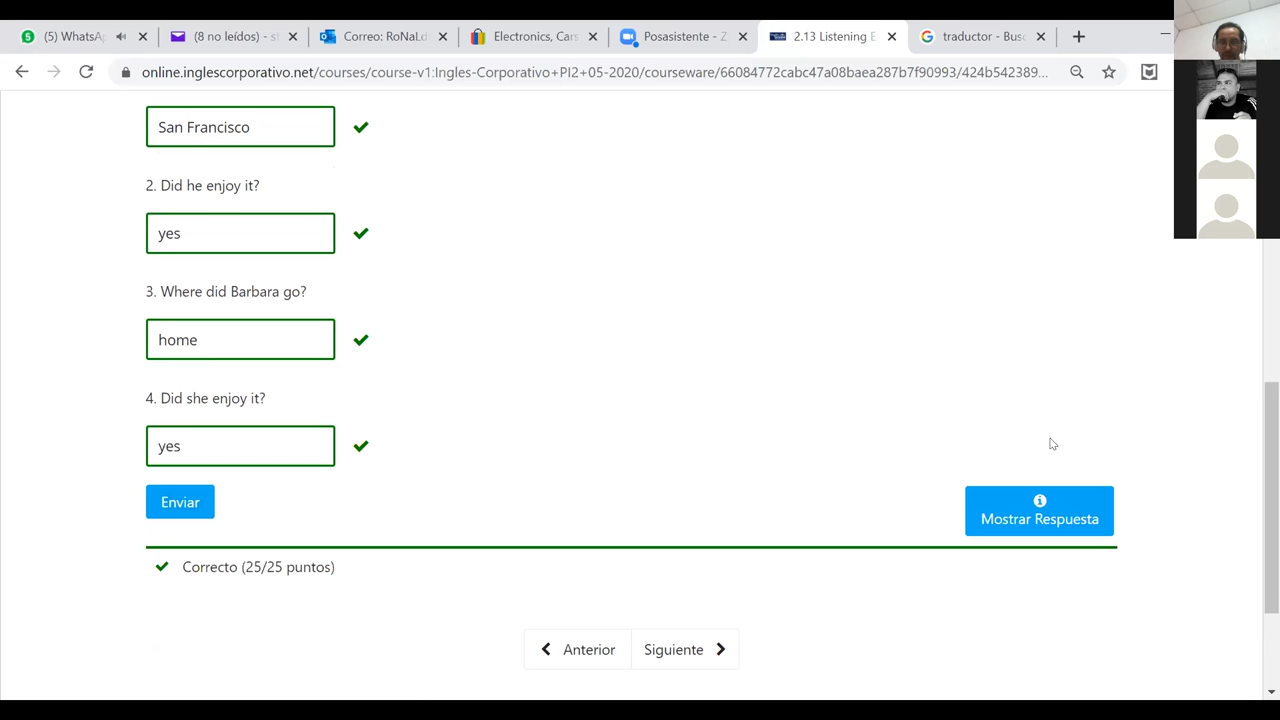 (5) WhatsA
(8 no leídos) - s
Correo: RoNaLd
Electronics, Cars
Posasistente - Z
2.13 Listening E
traductor - Busc
online.inglescorporativo.net/courses/course-v1:Ingles-Corporativo+PI2+05-2020/courseware/66084772cabc47a08baea287b7f90993/424b542389...
San Francisco
2. Did he enjoy it?
yes
3. Where did Barbara go?
home
4. Did she enjoy it?
yes
Enviar
Mostrar Respuesta
Correcto (25/25 puntos)
Anterior
Siguiente